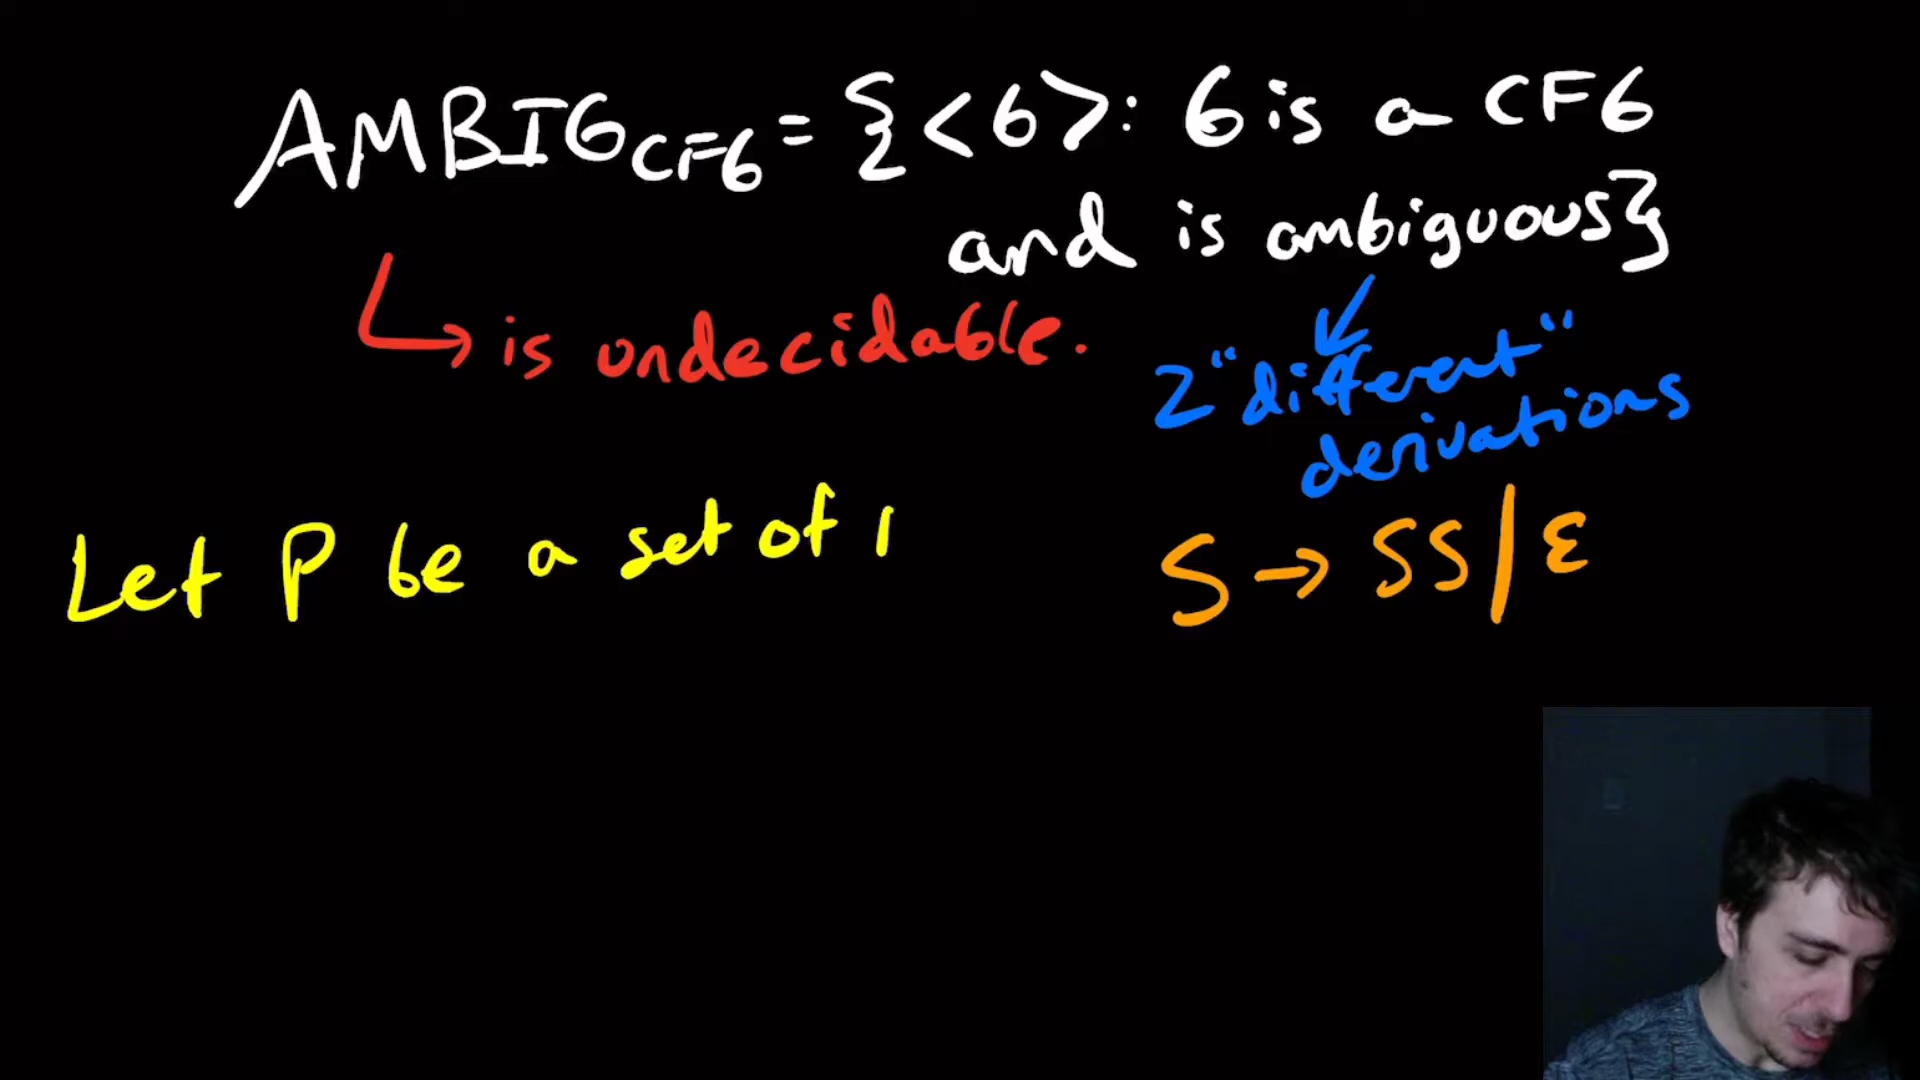 AMBIG_CFG = {<G>: G is a CFG
and is ambiguous}
↳ is undecidable.
2 "different"
derivations
Let P be a set of
S → SS | ε